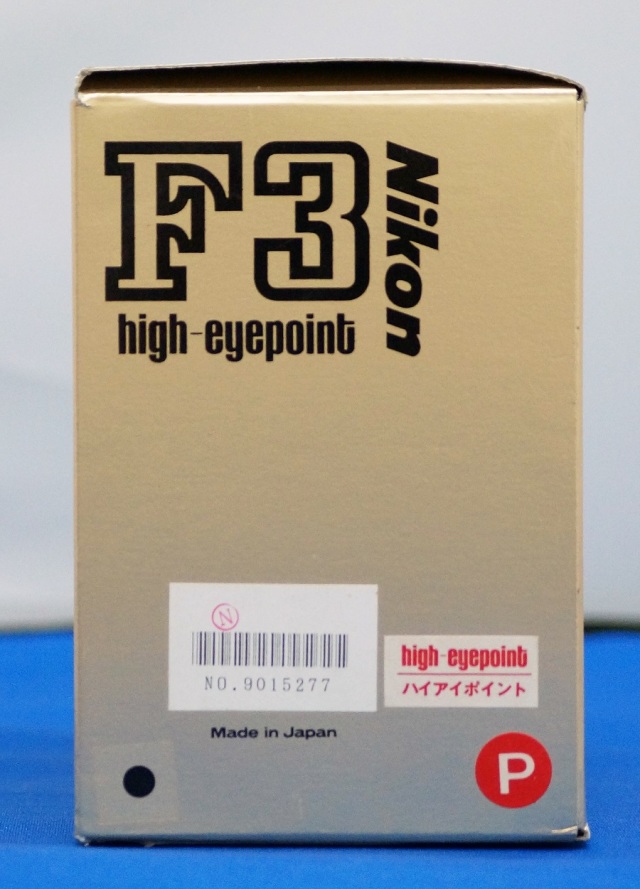 F3
Nikon
high-eyepoint
N
NO.9015277
high-eyepoint
ハイアイポイント
Made in Japan
P